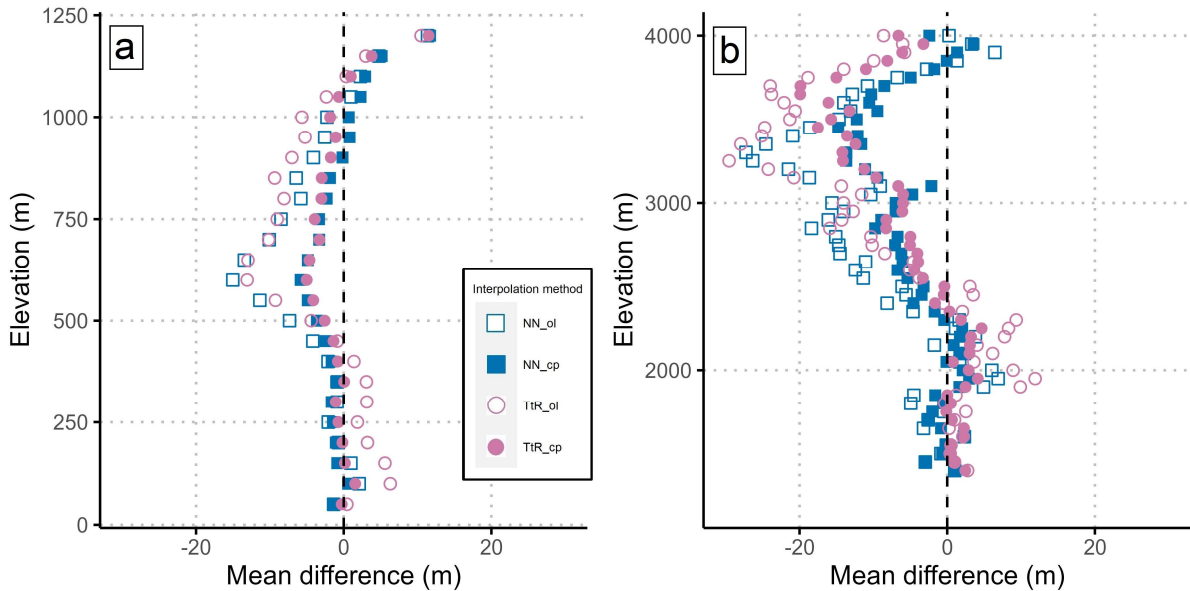 a
1250
1000
750
500
250
0
Elevation (m)
-20
0
20
Mean difference (m)
Interpolation method
NN_ol
NN_cp
TtR_ol
TtR_cp
b
4000
3000
2000
Elevation (m)
-20
0
20
Mean difference (m)